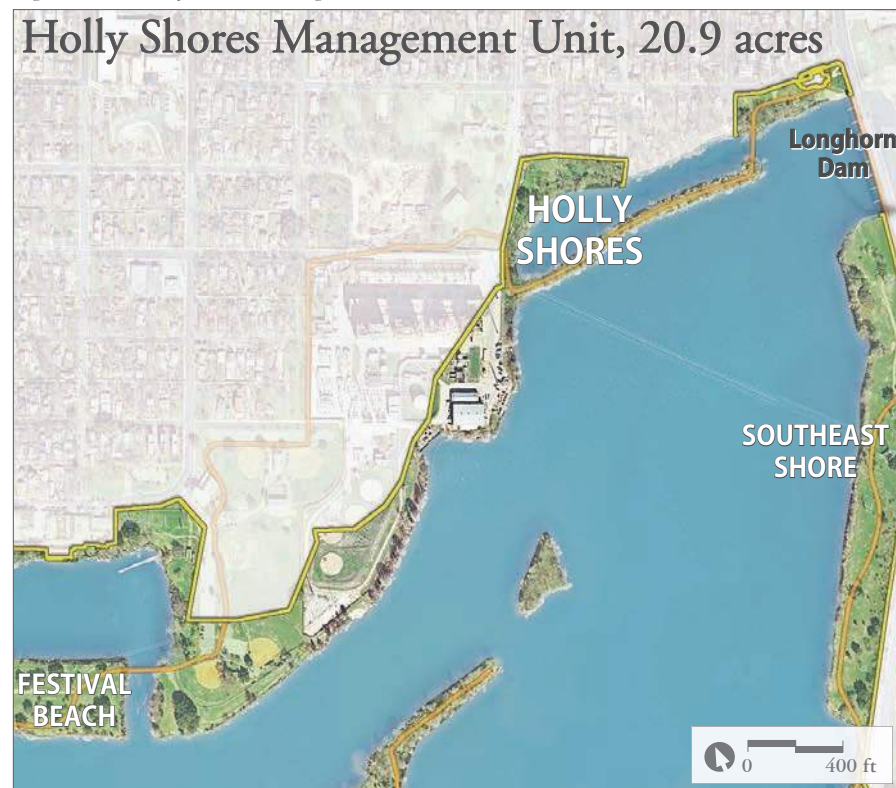 Holly Shores Management Unit, 20.9 acres
Longhorn
Dam
HOLLY
SHORES
SOUTHEAST
SHORE
FESTIVAL
BEACH
0 400 ft